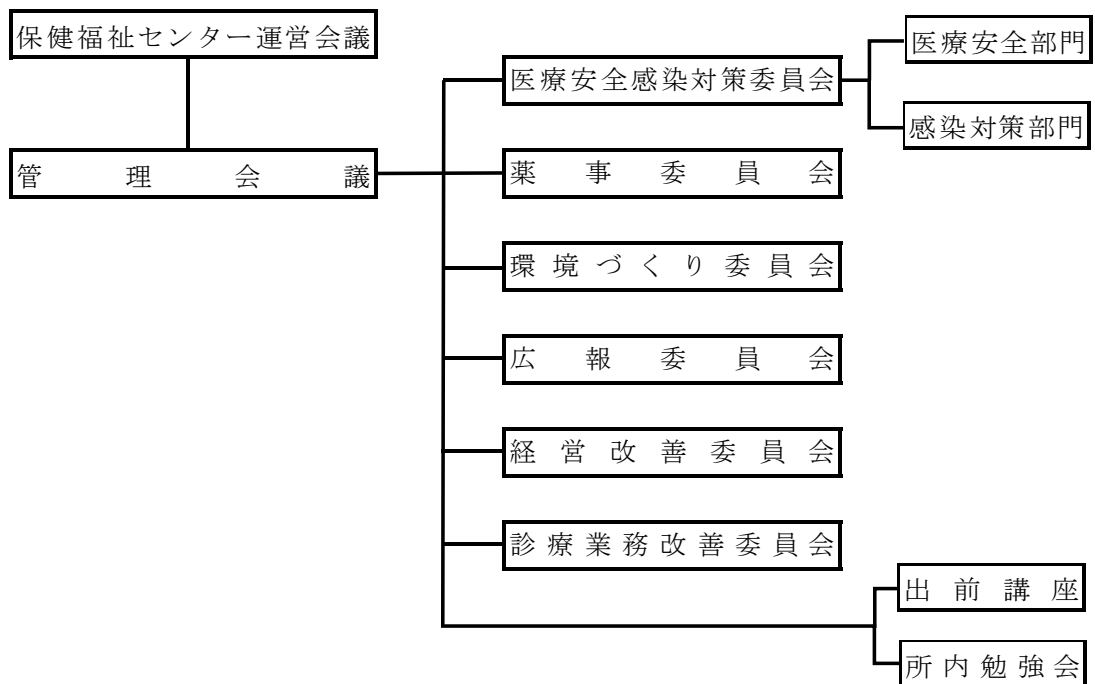 保健福祉センター運営会議
管理会議
医療安全感染対策委員会
医療安全部門
感染対策部門
薬事委員会
環境づくり委員会
広報委員会
経営改善委員会
診療業務改善委員会
出前講座
所内勉強会